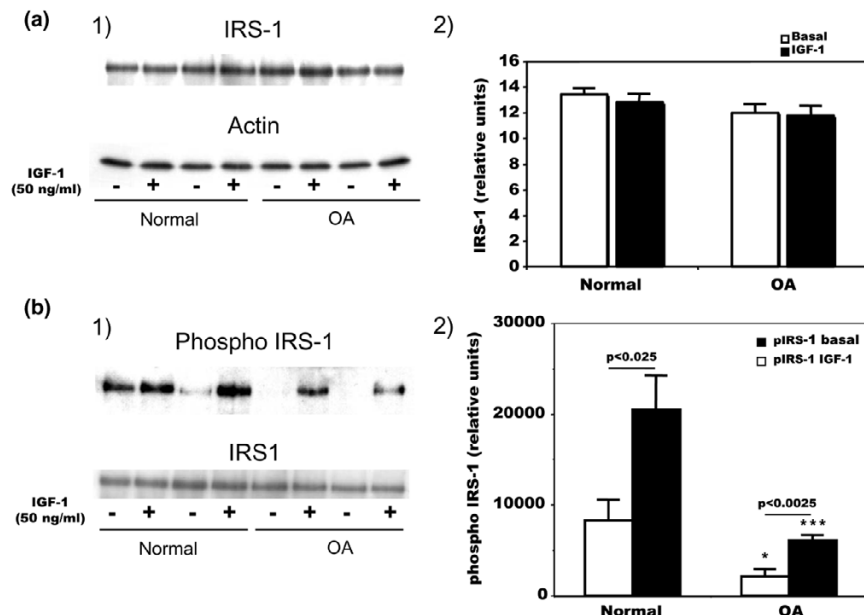 (a)
1)
IRS-1
Actin
IGF-1
(50 ng/ml)
- + - + - + - +
Normal OA
2)
Basal
IGF-1
IRS-1 (relative units)
16
14
12
10
8
6
4
2
0
Normal OA
(b)
1)
Phospho IRS-1
IRS1
IGF-1
(50 ng/ml)
- + - + - + - +
Normal OA
2)
pIRS-1 basal
pIRS-1 IGF-1
phospho IRS-1 (relative units)
30000
20000
10000
0
p<0.025
p<0.0025
* ***
Normal OA